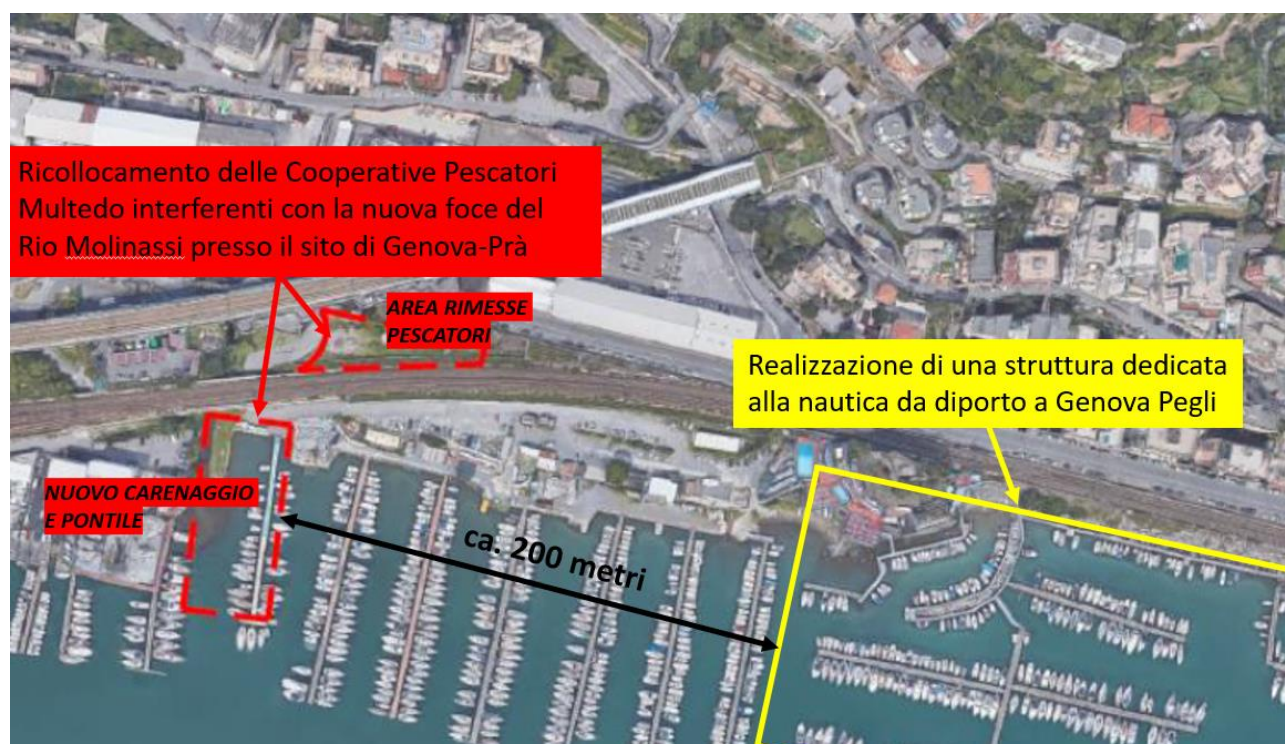 Ricollocamento delle Cooperative Pescatori
Multedo interferenti con la nuova foce del
Rio Molinassi presso il sito di Genova-Prà
AREA RIMESSE
PESCATORI
Realizzazione di una struttura dedicata
alla nautica da diporto a Genova Pegli
NUOVO CARENAGGIO
E PONTILE
ca. 200 metri